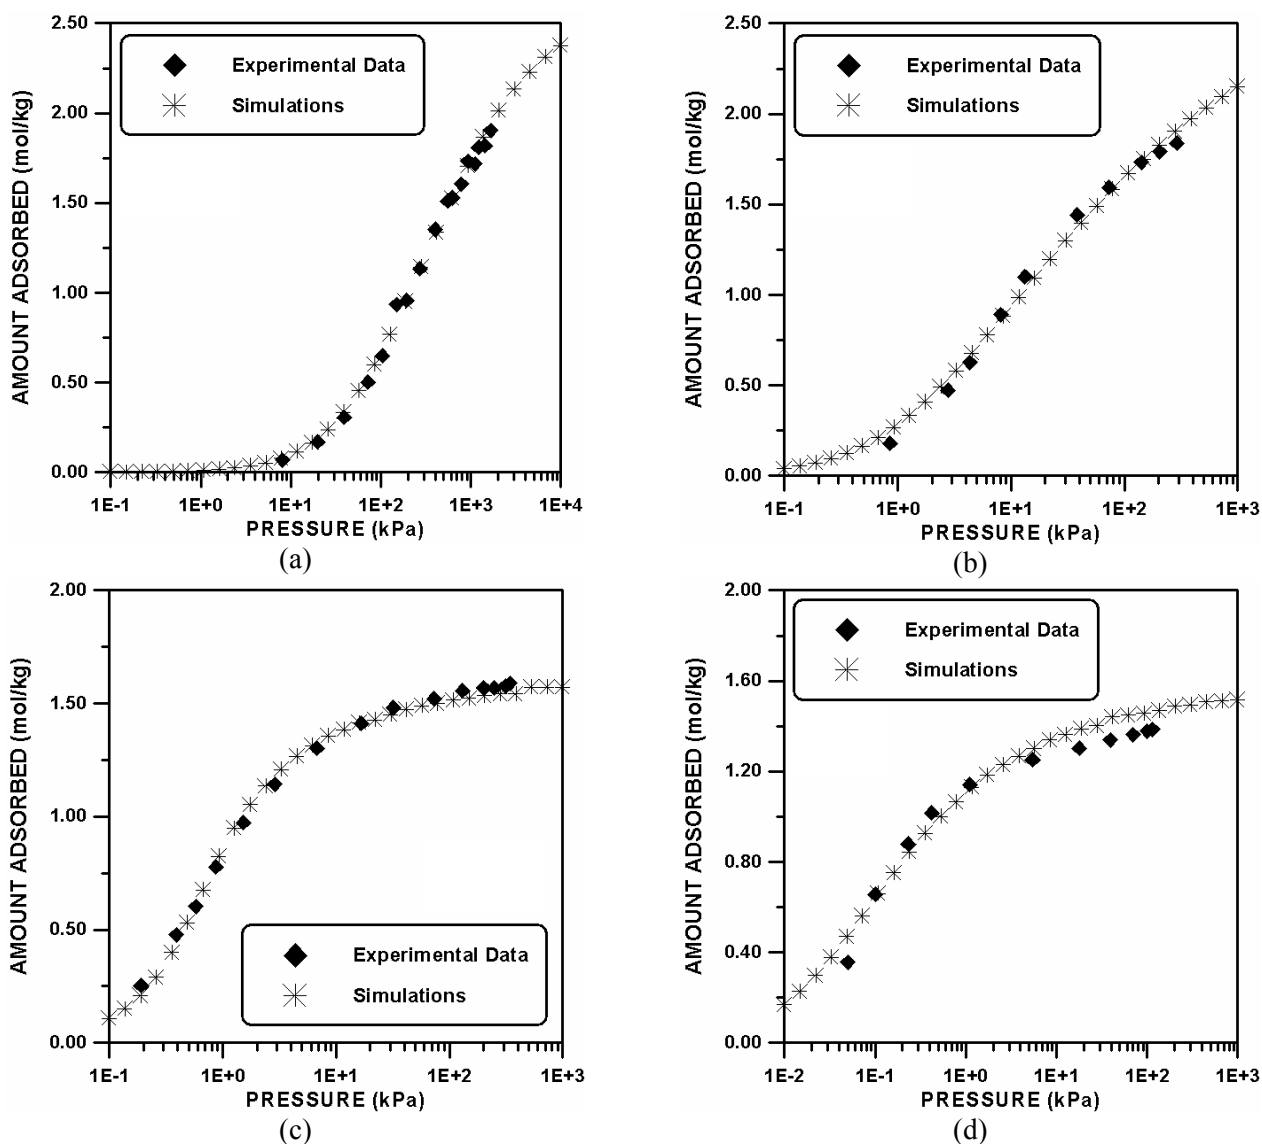 2.50
2.00
1.50
1.00
0.50
0.00
AMOUNT ADSORBED (mol/kg)
Experimental Data
Simulations
1E-1 1E+0 1E+1 1E+2 1E+3 1E+4
PRESSURE (kPa)
(a)
2.50
2.00
1.50
1.00
0.50
0.00
AMOUNT ADSORBED (mol/kg)
Experimental Data
Simulations
1E-1 1E+0 1E+1 1E+2 1E+3
PRESSURE (kPa)
(b)
2.00
1.50
1.00
0.50
0.00
AMOUNT ADSORBED (mol/kg)
Experimental Data
Simulations
1E-1 1E+0 1E+1 1E+2 1E+3
PRESSURE (kPa)
(c)
2.00
1.60
1.20
0.80
0.40
0.00
AMOUNT ADSORBED (mol/kg)
Experimental Data
Simulations
1E-2 1E-1 1E+0 1E+1 1E+2 1E+3
PRESSURE (kPa)
(d)